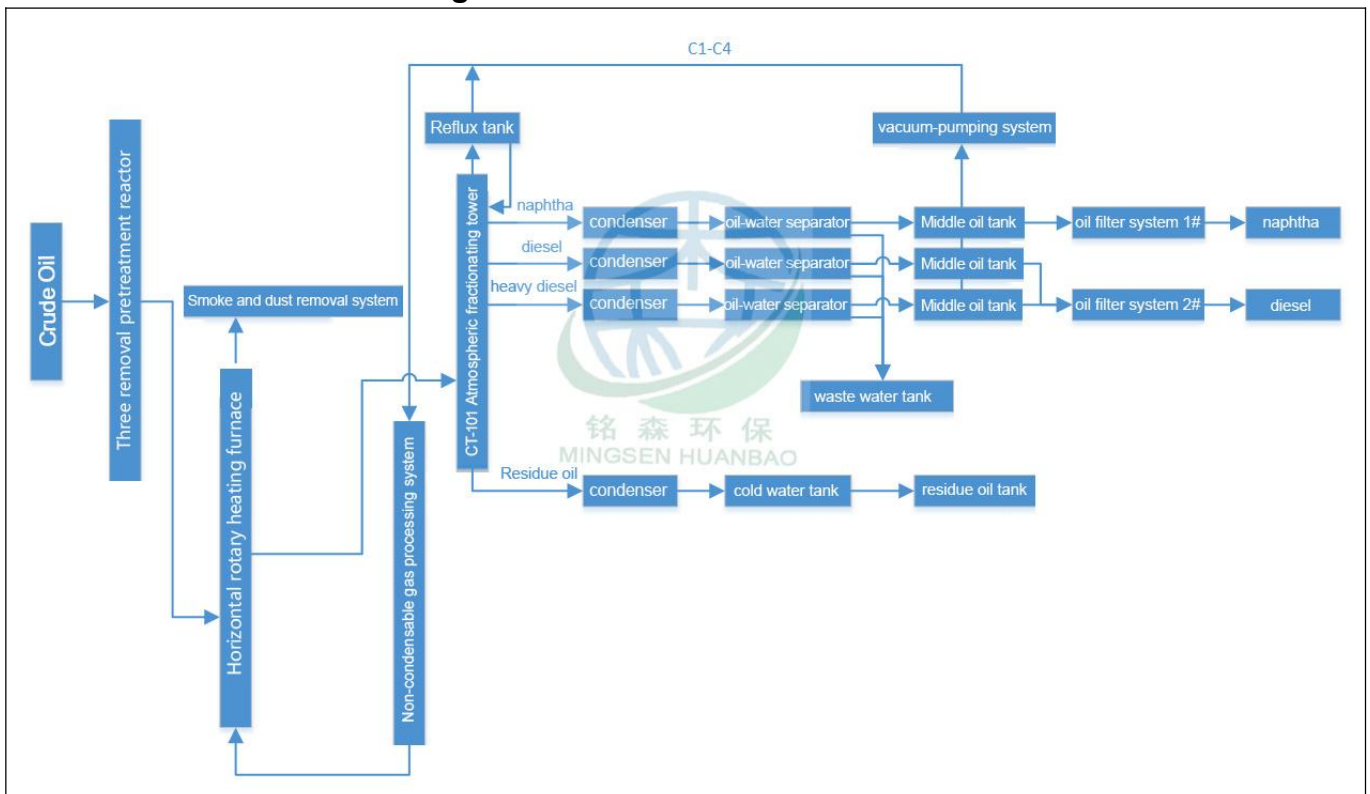 C1-C4
Reflux tank
vacuum-pumping system
Crude Oil
Three removal pretreatment reactor
Smoke and dust removal system
Horizontal rotary heating furnace
Non-condensable gas processing system
CT-101 Atmospheric fractionating tower
naphtha
condenser
oil-water separator
Middle oil tank
oil filter system 1#
naphtha
diesel
condenser
oil-water separator
Middle oil tank
heavy diesel
condenser
oil-water separator
Middle oil tank
oil filter system 2#
diesel
waste water tank
铭森环保
MINGSEN HUANBAO
Residue oil
condenser
cold water tank
residue oil tank